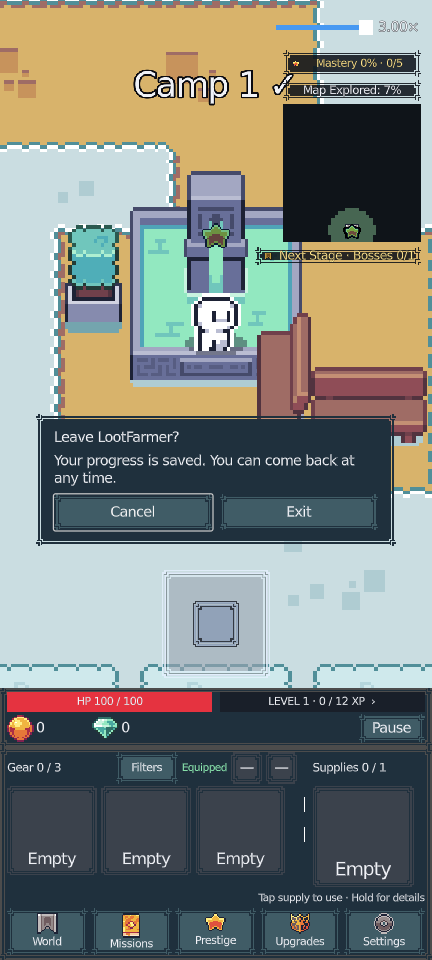 3.00×
Mastery 0% · 0/5
Camp 1 ✓
Map Explored: 7%
Next Stage · Bosses 0/1
Leave LootFarmer?
Your progress is saved. You can come back at
any time.
Cancel
Exit
HP 100 / 100
LEVEL 1 · 0 / 12 XP ›
0
0
Pause
Gear 0 / 3
Filters
Equipped
—
—
Supplies 0 / 1
Empty
Empty
Empty
Empty
Tap supply to use · Hold for details
World
Missions
Prestige
Upgrades
Settings